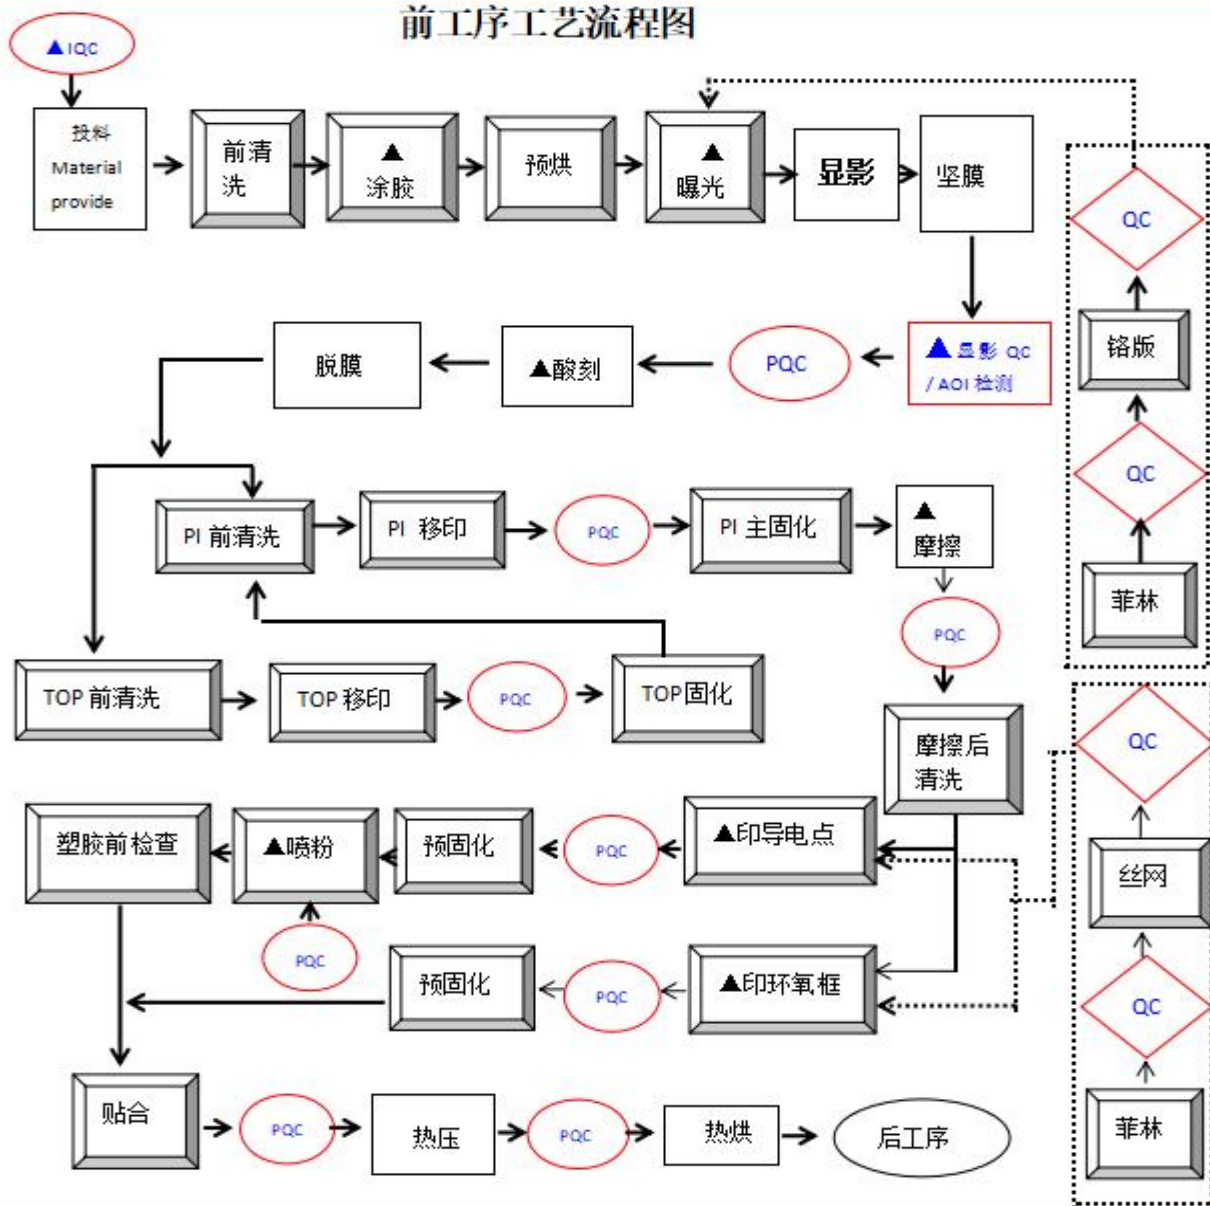 前工序工艺流程图
▲IQC
投料
Material
provide
前清
洗
▲
涂胶
预烘
▲
曝光
显影
坚膜
QC
铬版
QC
菲林
脱膜
▲酸刻
PQC
▲显影 QC
/AOI 检测
PI 前清洗
PI 移印
PQC
PI 主固化
▲
摩擦
PQC
TOP 前清洗
TOP 移印
PQC
TOP 固化
摩擦后
清洗
QC
丝网
QC
菲林
塑胶前检查
▲喷粉
预固化
PQC
▲印导电点
PQC
预固化
PQC
▲印环氧框
贴合
PQC
热压
PQC
热烘
后工序